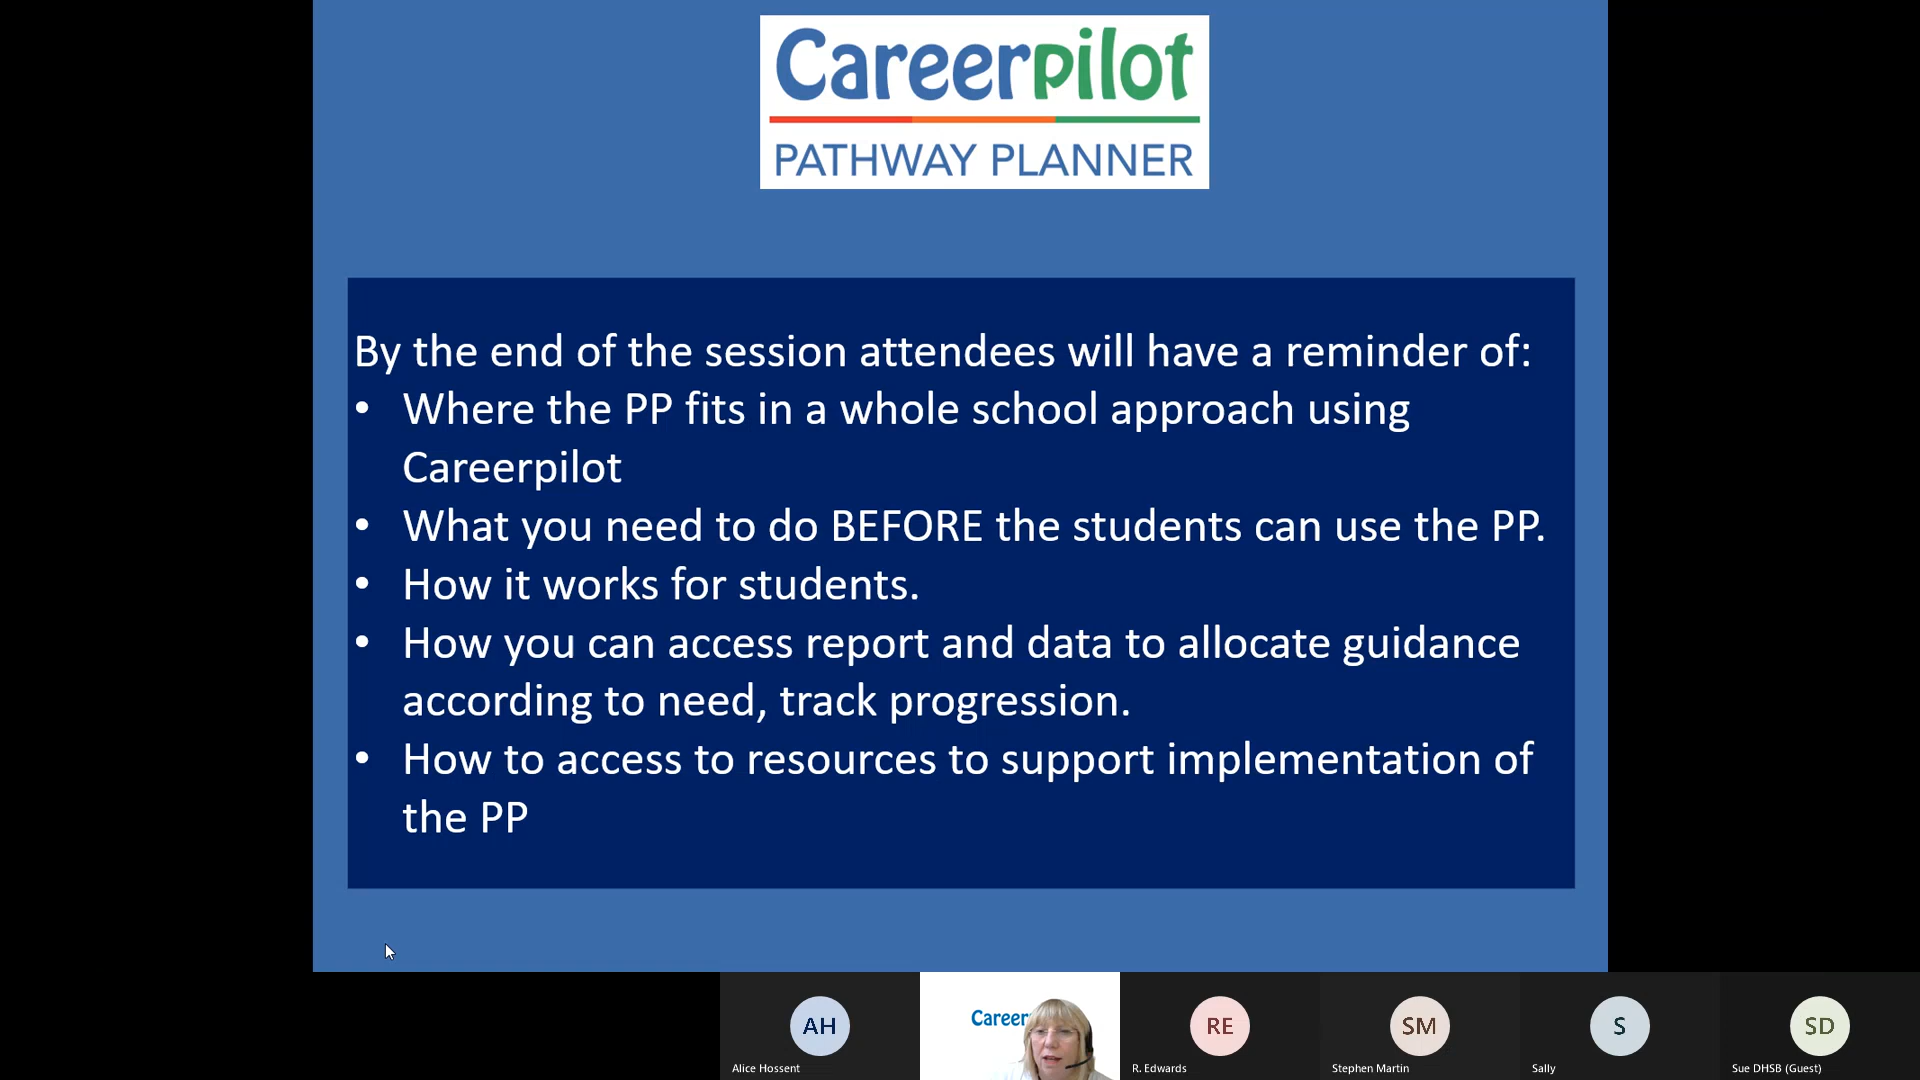 Careerpilot
PATHWAY PLANNER
By the end of the session attendees will have a reminder of:
• Where the PP fits in a whole school approach using
Careerpilot
• What you need to do BEFORE the students can use the PP.
• How it works for students.
• How you can access report and data to allocate guidance
according to need, track progression.
• How to access to resources to support implementation of
the PP
AH
Career
RE
SM
S
SD
Alice Hossent
R. Edwards
Stephen Martin
Sally
Sue DHSB (Guest)